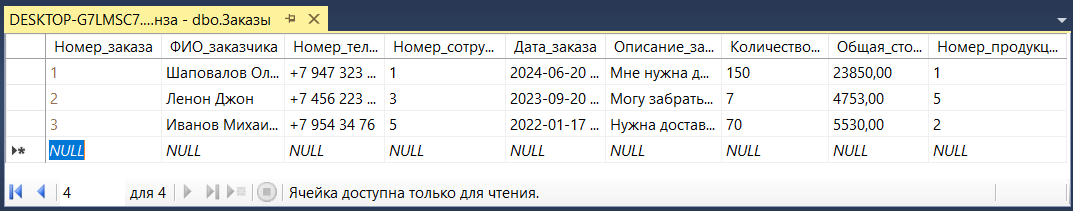 DESKTOP-G7LMSC7....нза - dbo.Заказы
Номер_заказа ФИО_заказчика Номер_тел... Номер_сотру... Дата_заказа Описание_за... Количество... Общая_сто... Номер_продукц...
1 Шаповалов Ол... +7 947 323 ... 1 2024-06-20 ... Мне нужна д... 150 23850,00 1
2 Ленон Джон +7 456 223 ... 3 2023-09-20 ... Могу забрать... 7 4753,00 5
3 Иванов Михаи... +7 954 34 76 5 2022-01-17 ... Нужна достав... 70 5530,00 2
NULL NULL NULL NULL NULL NULL NULL NULL NULL
4 для 4 Ячейка доступна только для чтения.